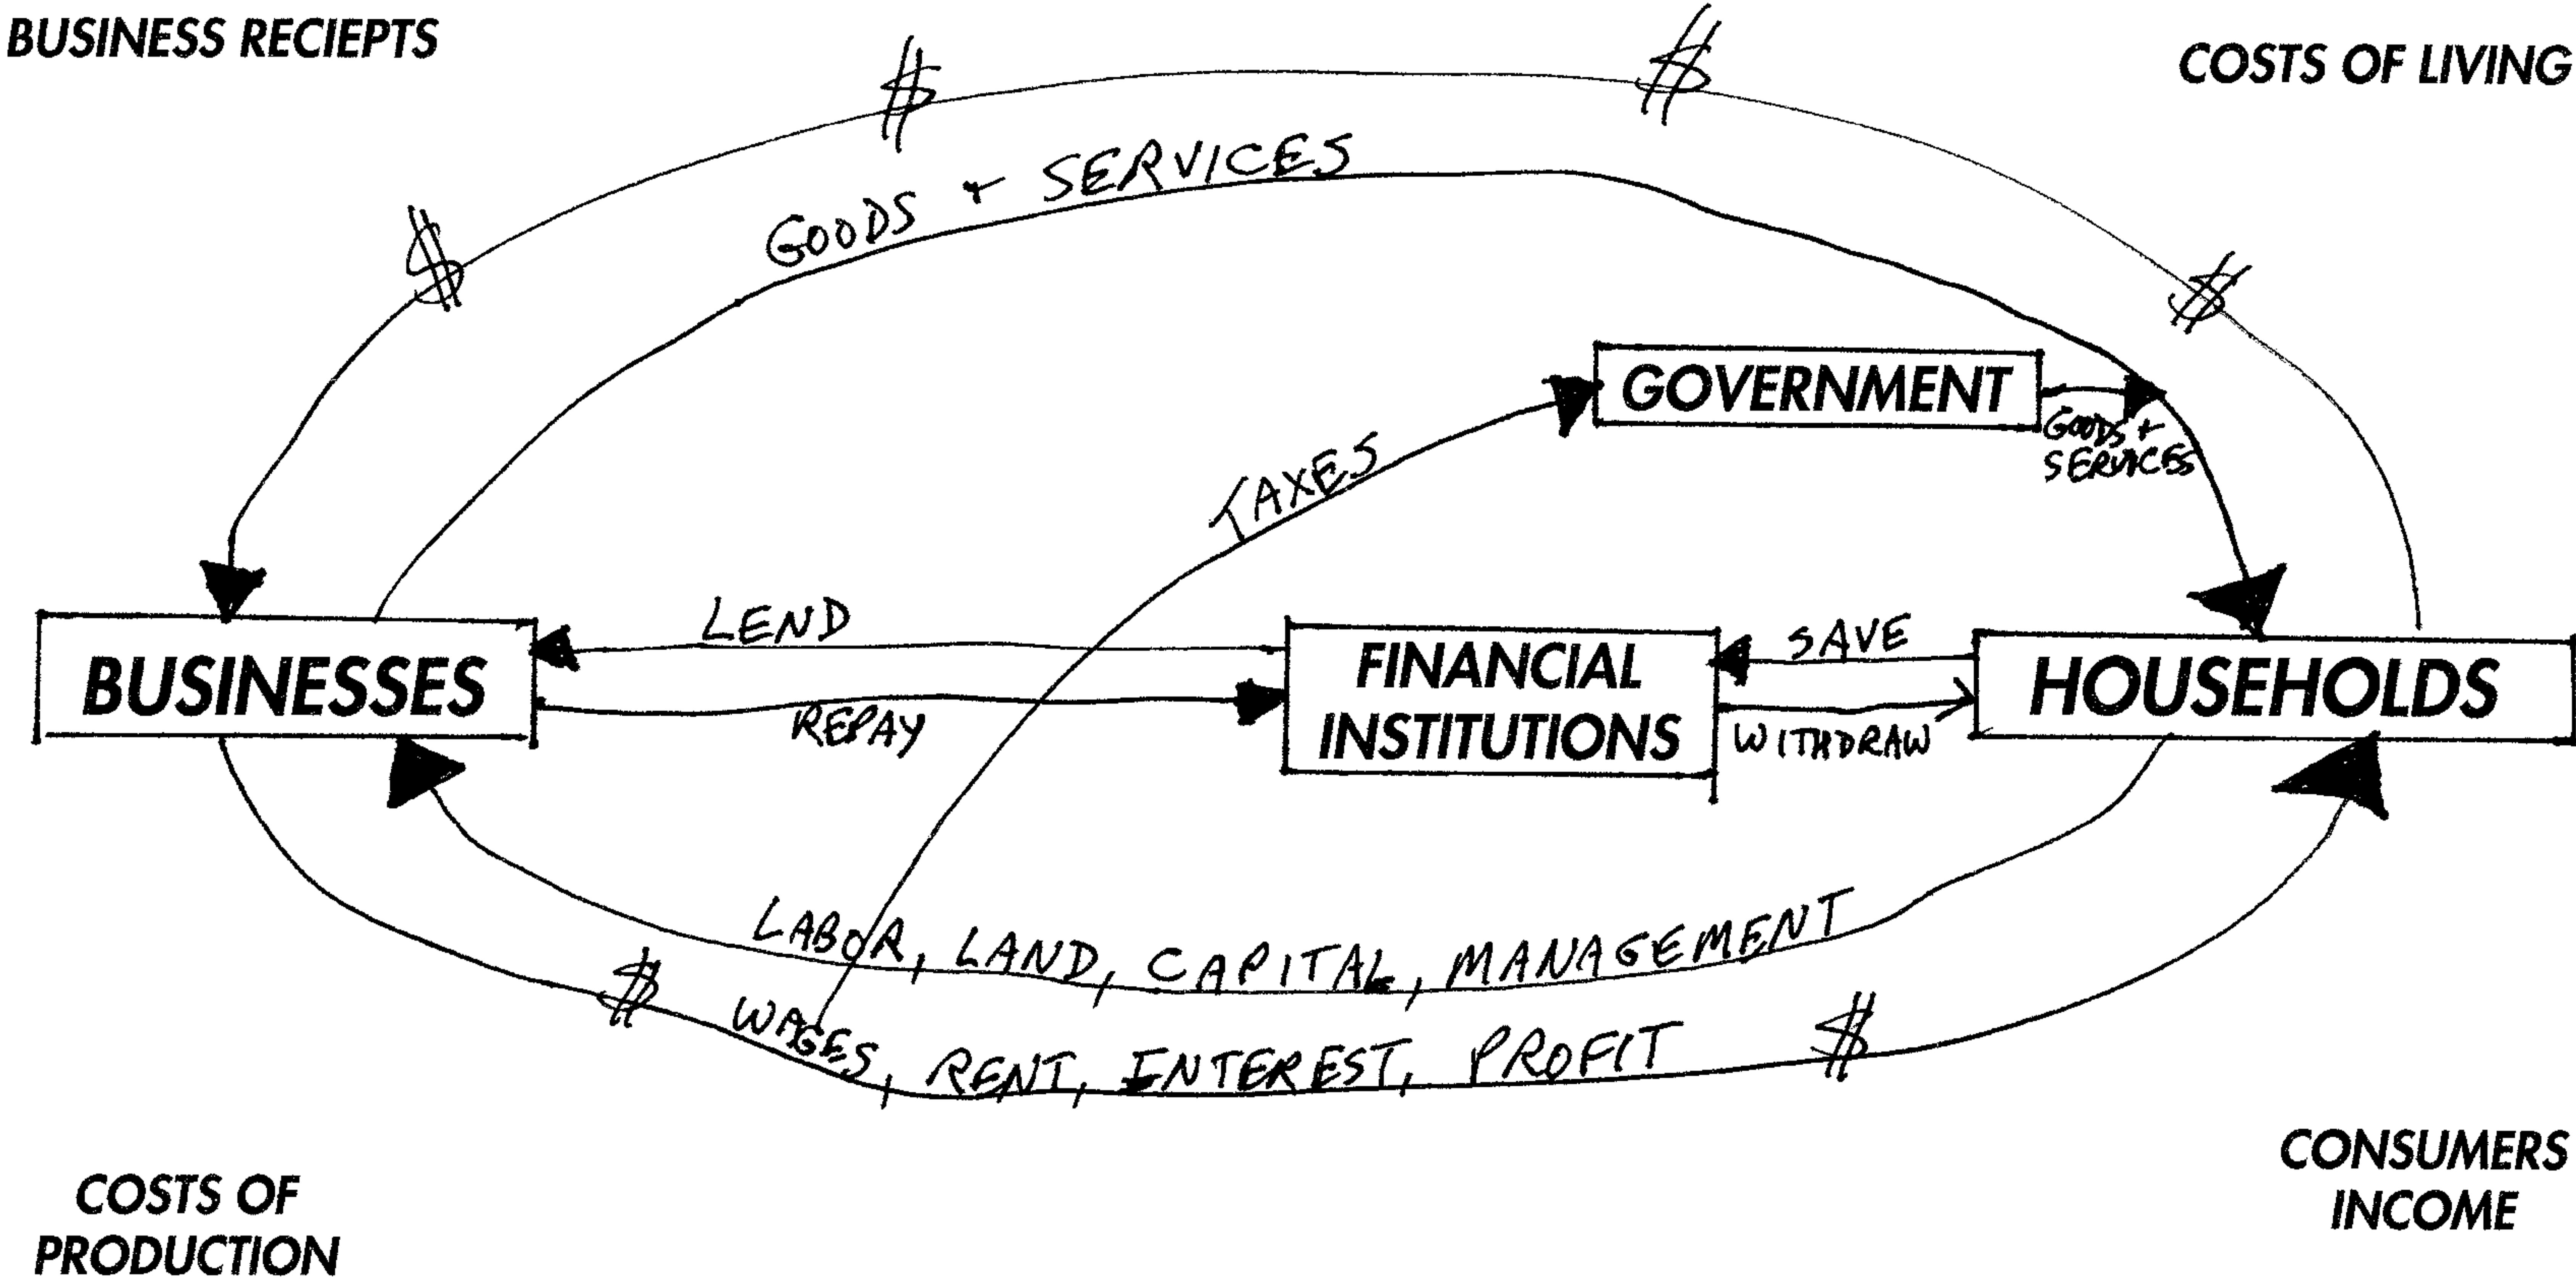 BUSINESS RECIEPTS
COSTS OF LIVING
$
$
$
$
GOODS + SERVICES
GOVERNMENT
GOODS +
SERVICES
TAXES
LEND
SAVE
BUSINESSES
FINANCIAL
INSTITUTIONS
HOUSEHOLDS
REPAY
WITHDRAW
LABOR, LAND, CAPITAL, MANAGEMENT
$ WAGES, RENT, INTEREST, PROFIT $
COSTS OF
PRODUCTION
CONSUMERS
INCOME